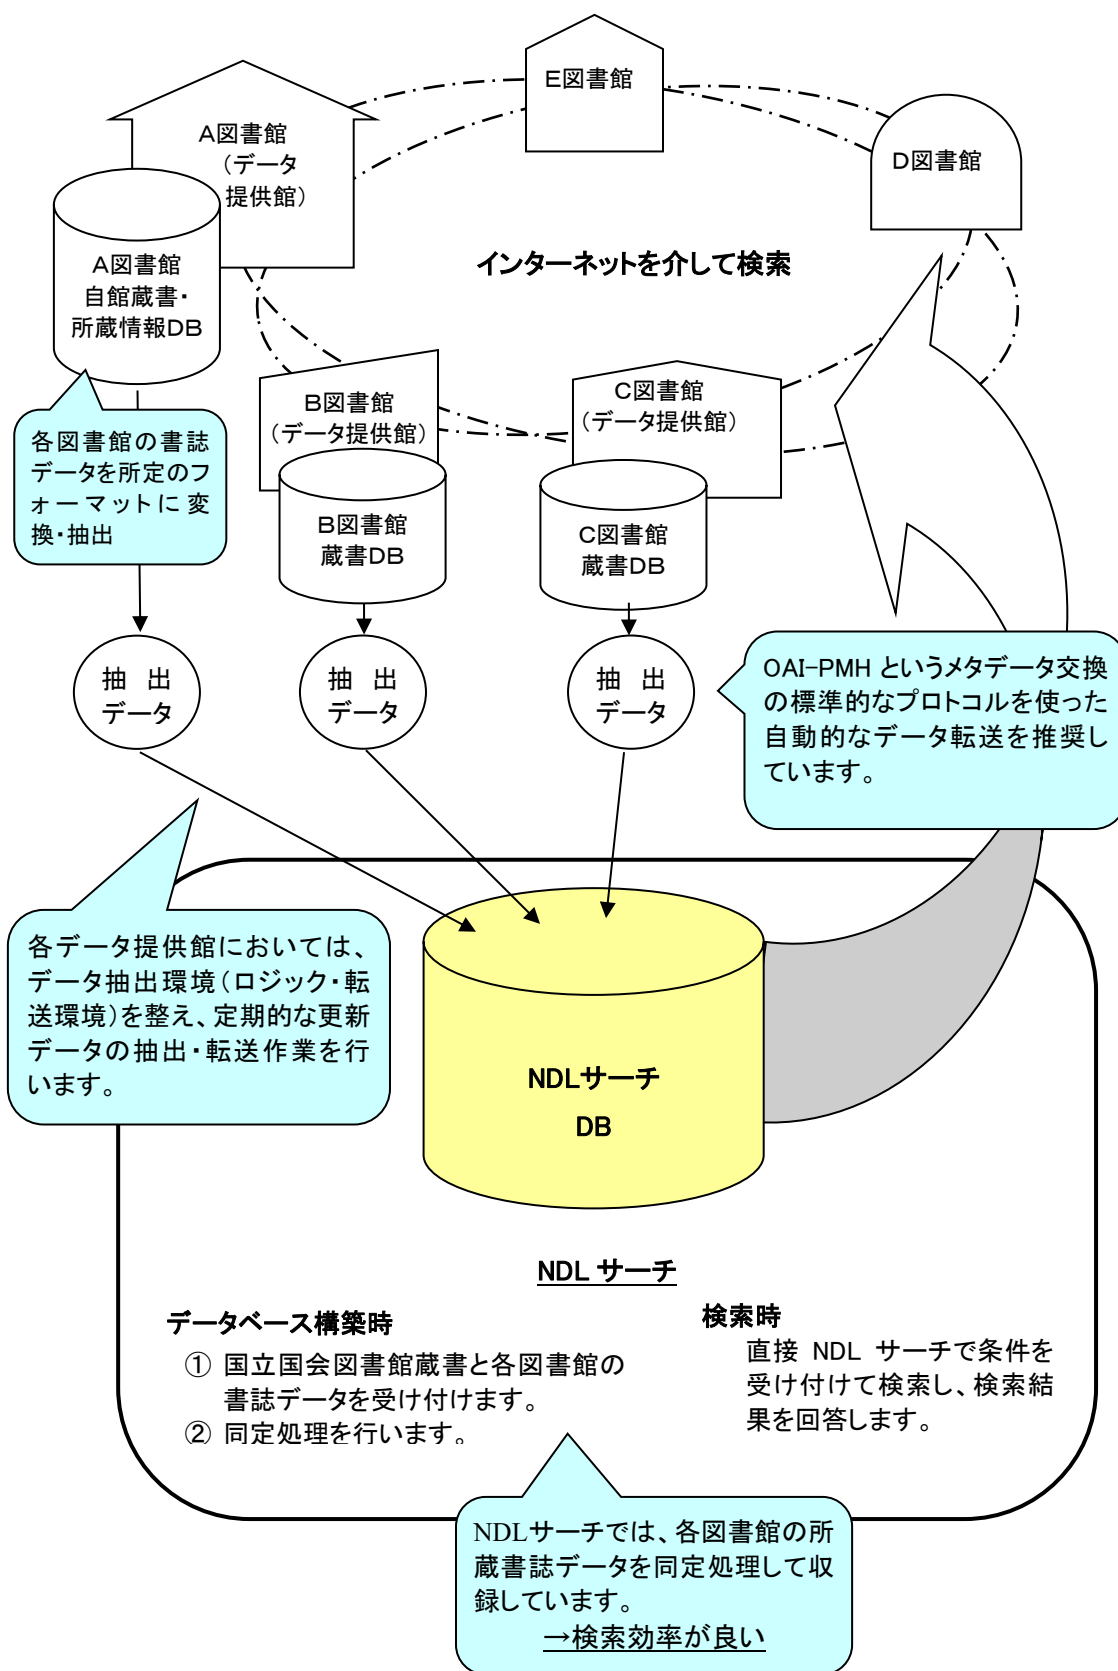 E図書館
A図書館
（データ
提供館）
D図書館
インターネットを介して検索
A図書館
自館蔵書・
所蔵情報DB
B図書館
（データ提供館）
C図書館
（データ提供館）
各図書館の書誌
データを所定のフ
ォーマットに変
換・抽出
B図書館
蔵書DB
C図書館
蔵書DB
抽　出
データ
抽　出
データ
抽　出
データ
OAI-PMH というメタデータ交換
の標準的なプロトコルを使った
自動的なデータ転送を推奨し
ています。
各データ提供館においては、
データ抽出環境（ロジック・転
送環境）を整え、定期的な更新
データの抽出・転送作業を行
います。
NDLサーチ
DB
NDL サーチ
データベース構築時
① 国立国会図書館蔵書と各図書館の
書誌データを受け付けます。
② 同定処理を行います。
検索時
直接 NDL サーチで条件を
受け付けて検索し、検索結
果を回答します。
NDLサーチでは、各図書館の所
蔵書誌データを同定処理して収
録しています。
→検索効率が良い